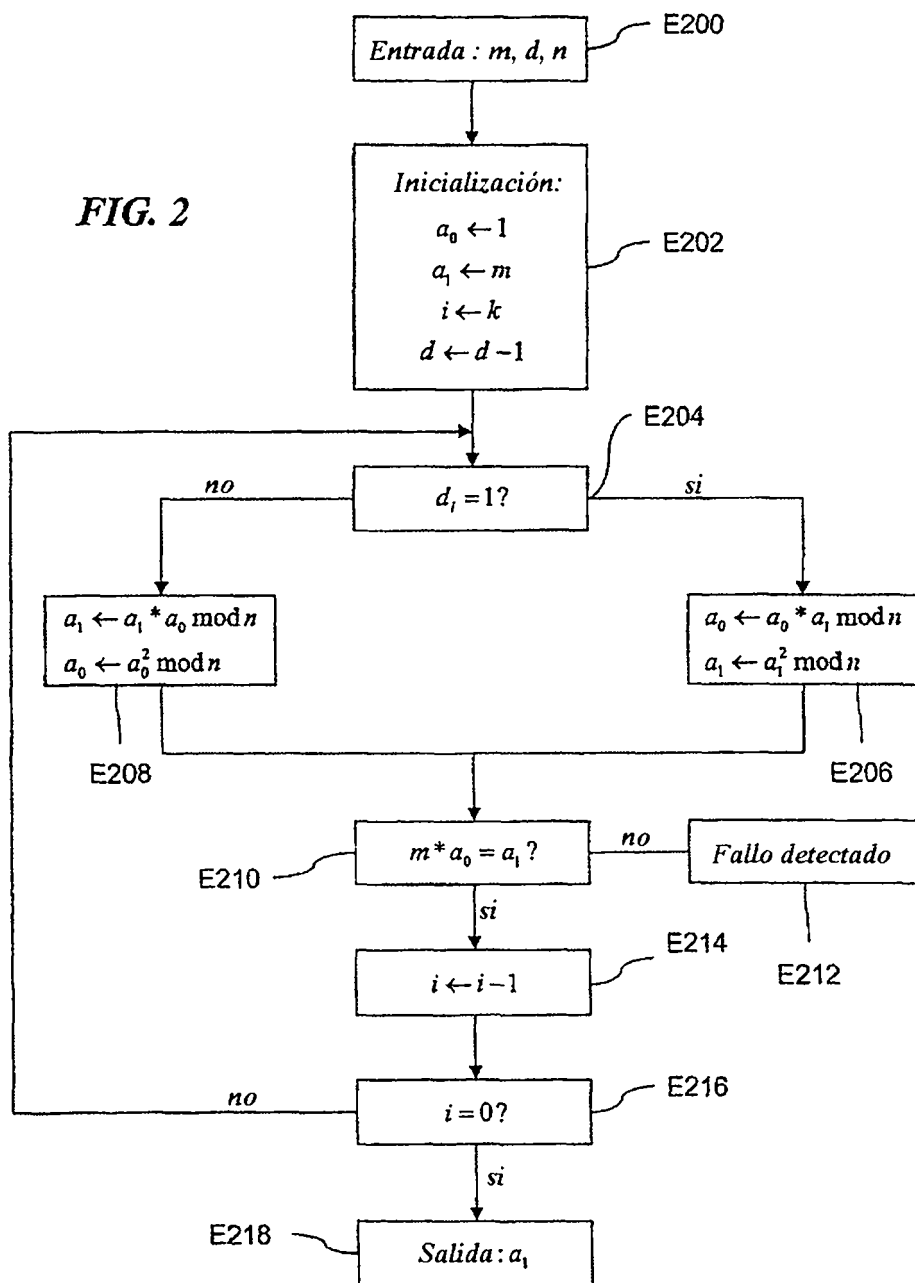 E200
Entrada : m, d, n
FIG. 2
Inicialización:
a₀ ← 1
a₁ ← m
i ← k
d ← d −1
E202
E204
no
dᵢ =1?
si
a₁ ← a₁ * a₀ mod n
a₀ ← a₀² mod n
a₀ ← a₀ * a₁ mod n
a₁ ← a₁² mod n
E208
E206
m * a₀ = a₁ ?
no
Fallo detectado
E210
si
E214
E212
i ← i −1
no
E216
i = 0?
si
E218
Salida : a₁